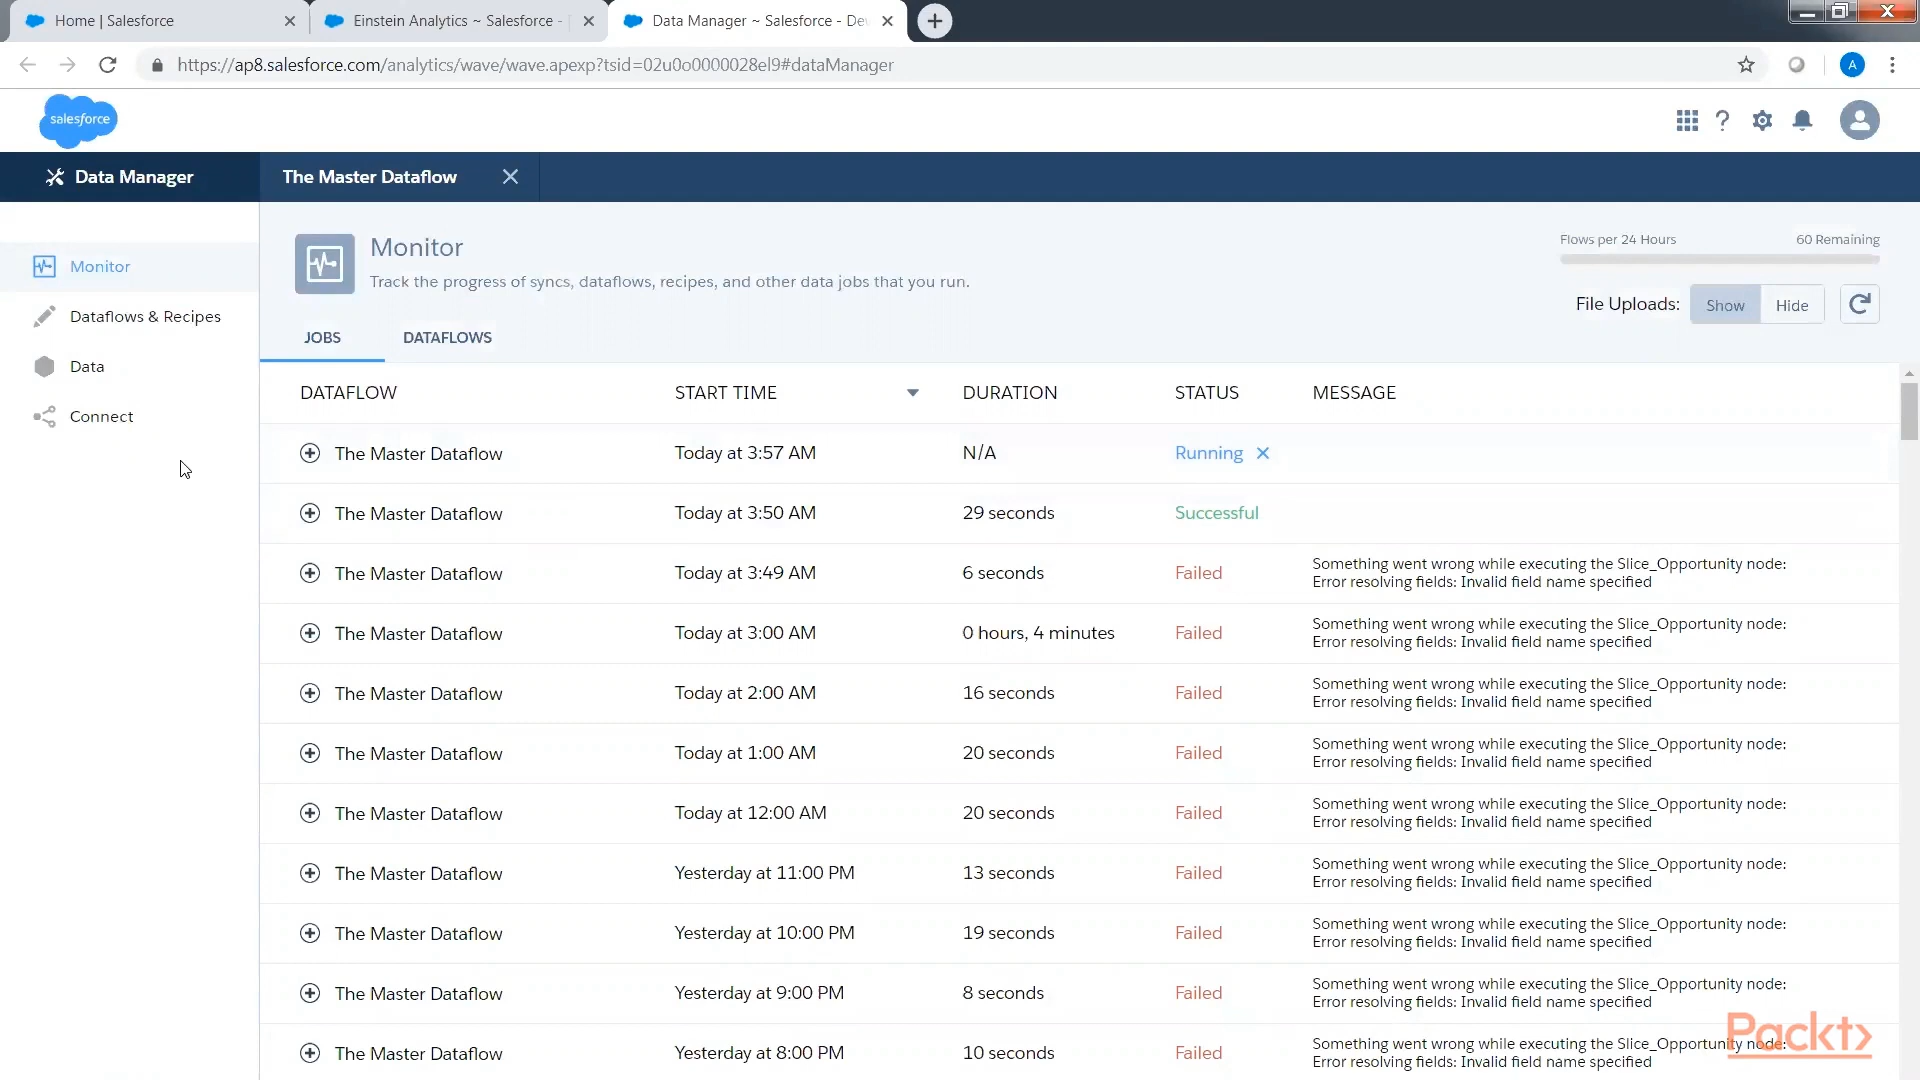 Home | Salesforce
Einstein Analytics ~ Salesforce -
Data Manager ~ Salesforce - Dev
https://ap8.salesforce.com/analytics/wave/wave.apexp?tsid=02u0o0000028el9#dataManager
A
salesforce
Data Manager
The Master Dataflow
Monitor
Dataflows & Recipes
Data
Connect
Monitor
Track the progress of syncs, dataflows, recipes, and other data jobs that you run.
Flows per 24 Hours 60 Remaining
File Uploads: Show Hide
JOBS DATAFLOWS
DATAFLOW START TIME DURATION STATUS MESSAGE
The Master Dataflow Today at 3:57 AM N/A Running
The Master Dataflow Today at 3:50 AM 29 seconds Successful
The Master Dataflow Today at 3:49 AM 6 seconds Failed Something went wrong while executing the Slice_Opportunity node:
Error resolving fields: Invalid field name specified
The Master Dataflow Today at 3:00 AM 0 hours, 4 minutes Failed Something went wrong while executing the Slice_Opportunity node:
Error resolving fields: Invalid field name specified
The Master Dataflow Today at 2:00 AM 16 seconds Failed Something went wrong while executing the Slice_Opportunity node:
Error resolving fields: Invalid field name specified
The Master Dataflow Today at 1:00 AM 20 seconds Failed Something went wrong while executing the Slice_Opportunity node:
Error resolving fields: Invalid field name specified
The Master Dataflow Today at 12:00 AM 20 seconds Failed Something went wrong while executing the Slice_Opportunity node:
Error resolving fields: Invalid field name specified
The Master Dataflow Yesterday at 11:00 PM 13 seconds Failed Something went wrong while executing the Slice_Opportunity node:
Error resolving fields: Invalid field name specified
The Master Dataflow Yesterday at 10:00 PM 19 seconds Failed Something went wrong while executing the Slice_Opportunity node:
Error resolving fields: Invalid field name specified
The Master Dataflow Yesterday at 9:00 PM 8 seconds Failed Something went wrong while executing the Slice_Opportunity node:
Error resolving fields: Invalid field name specified
The Master Dataflow Yesterday at 8:00 PM 10 seconds Failed Something went wrong while executing the Slice_Opportunity node:
Error resolving fields: Invalid field name specified
Packt>